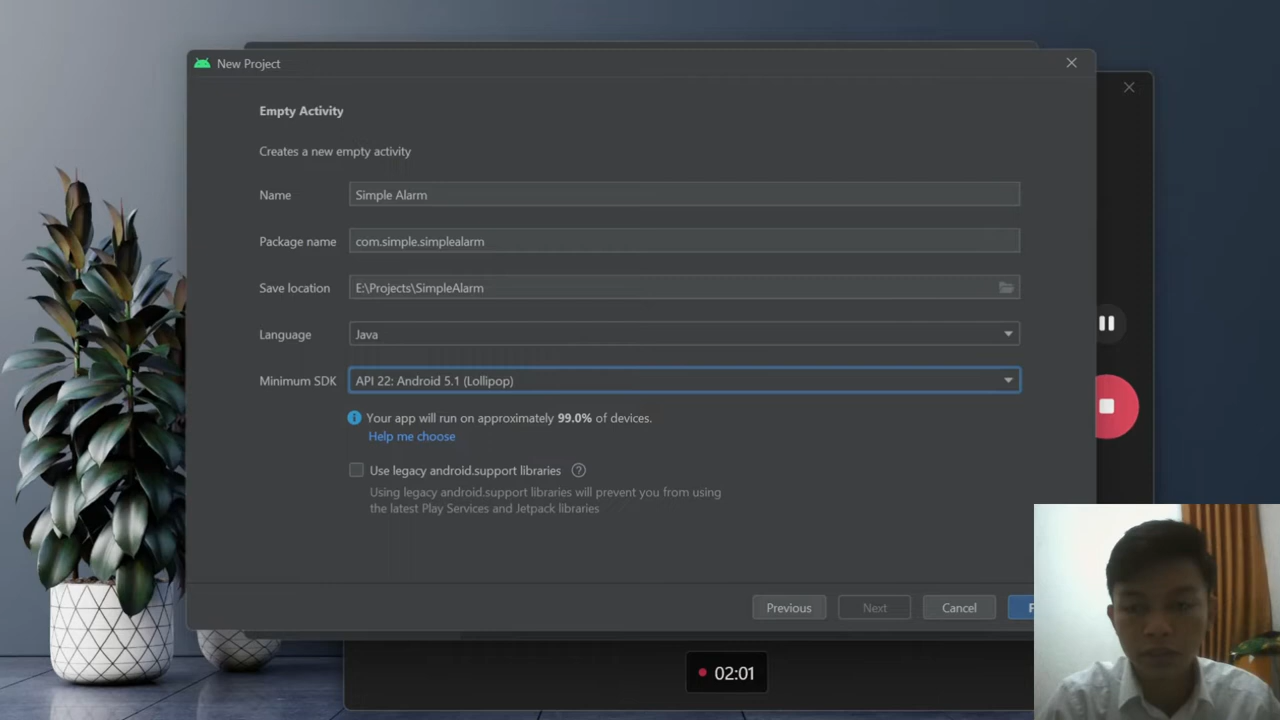 New Project
Empty Activity
Creates a new empty activity
Name
Simple Alarm
Package name
com.simple.simplealarm
Save location
E:\Projects\SimpleAlarm
Language
Java
Minimum SDK
API 22: Android 5.1 (Lollipop)
Your app will run on approximately 99.0% of devices.
Help me choose
Use legacy android.support libraries
Using legacy android.support libraries will prevent you from using
the latest Play Services and Jetpack libraries
Previous
Next
Cancel
02:01